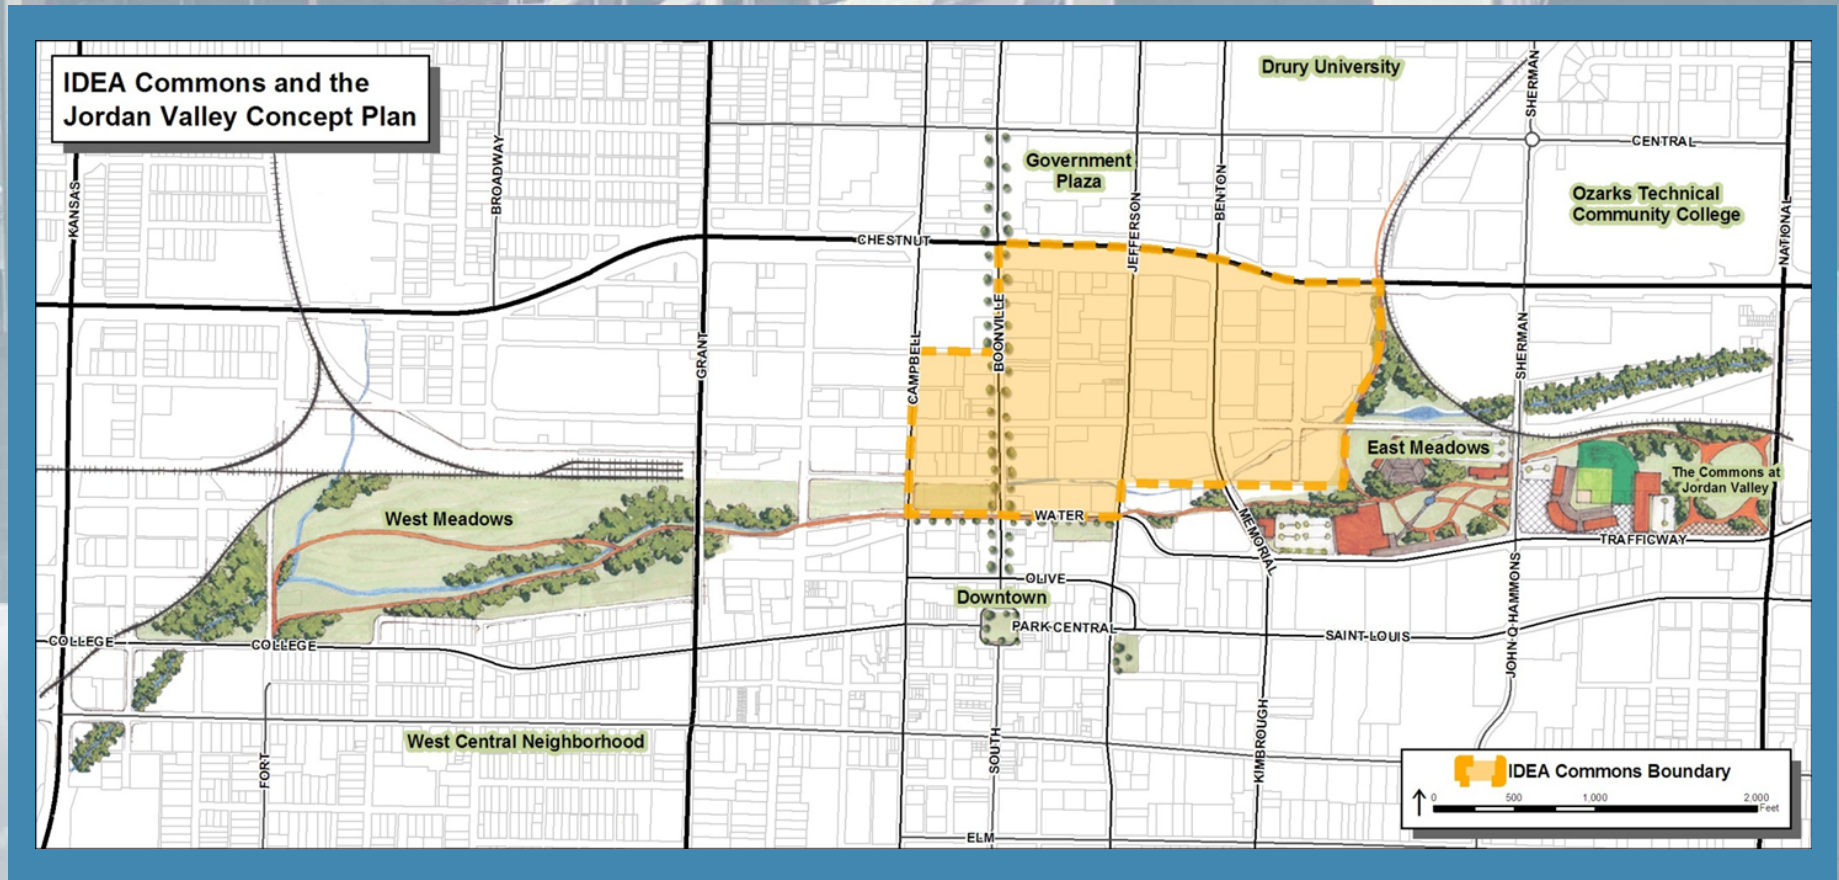 IDEA Commons and the
Jordan Valley Concept Plan
Drury University
SHERMAN
BROADWAY
CENTRAL
Government
Plaza
KANSAS
JEFFERSON
BENTON
Ozarks Technical
Community College
NATIONAL
CHESTNUT
GRANT
CAMPBELL
BOONVILLE
SHERMAN
East Meadows
The Commons at
Jordan Valley
West Meadows
WATER
MEMORIAL
TRAFFICWAY
OLIVE
Downtown
PARK CENTRAL
SAINT LOUIS
JOHN Q HAMMONS
COLLEGE
COLLEGE
West Central Neighborhood
FORT
SOUTH
KIMBROUGH
IDEA Commons Boundary
0 500 1,000 2,000
Feet
ELM